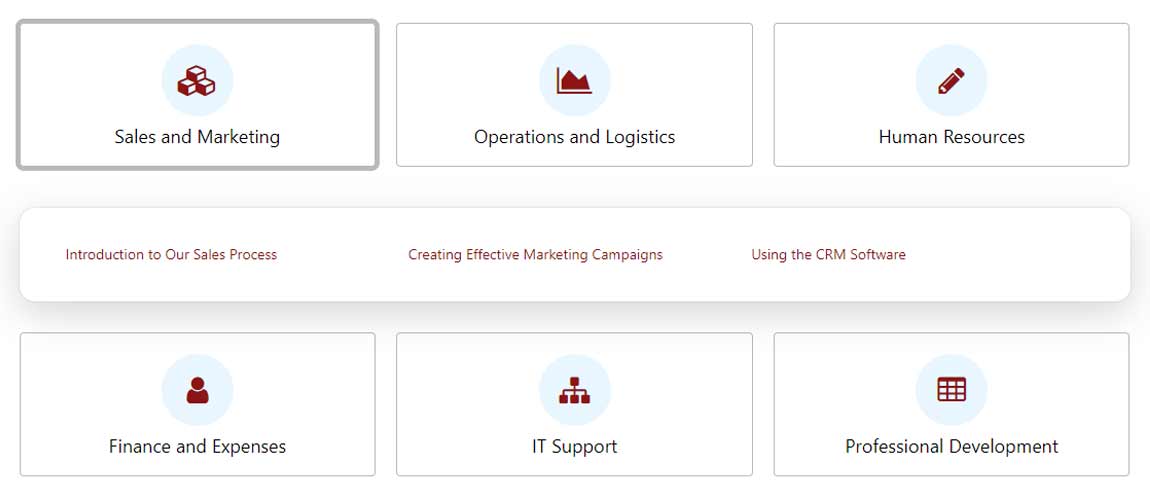 Sales and Marketing
Operations and Logistics
Human Resources
Introduction to Our Sales Process
Creating Effective Marketing Campaigns
Using the CRM Software
Finance and Expenses
IT Support
Professional Development